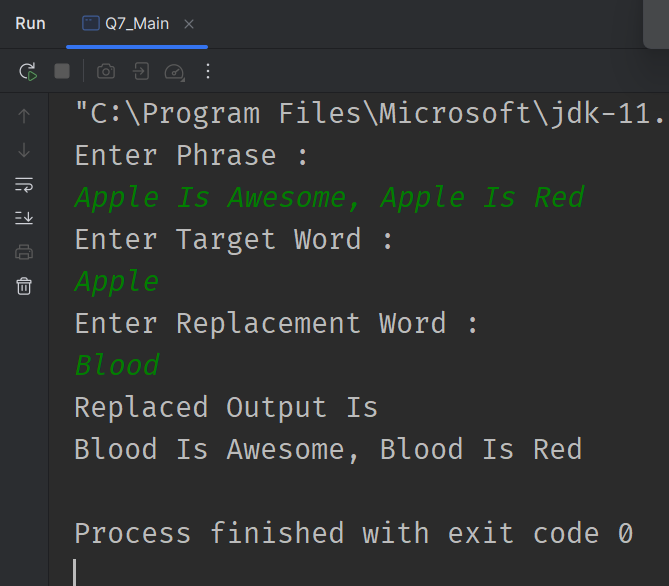 Run
Q7_Main
"C:\Program Files\Microsoft\jdk-11.
Enter Phrase :
Apple Is Awesome, Apple Is Red
Enter Target Word :
Apple
Enter Replacement Word :
Blood
Replaced Output Is
Blood Is Awesome, Blood Is Red
Process finished with exit code 0